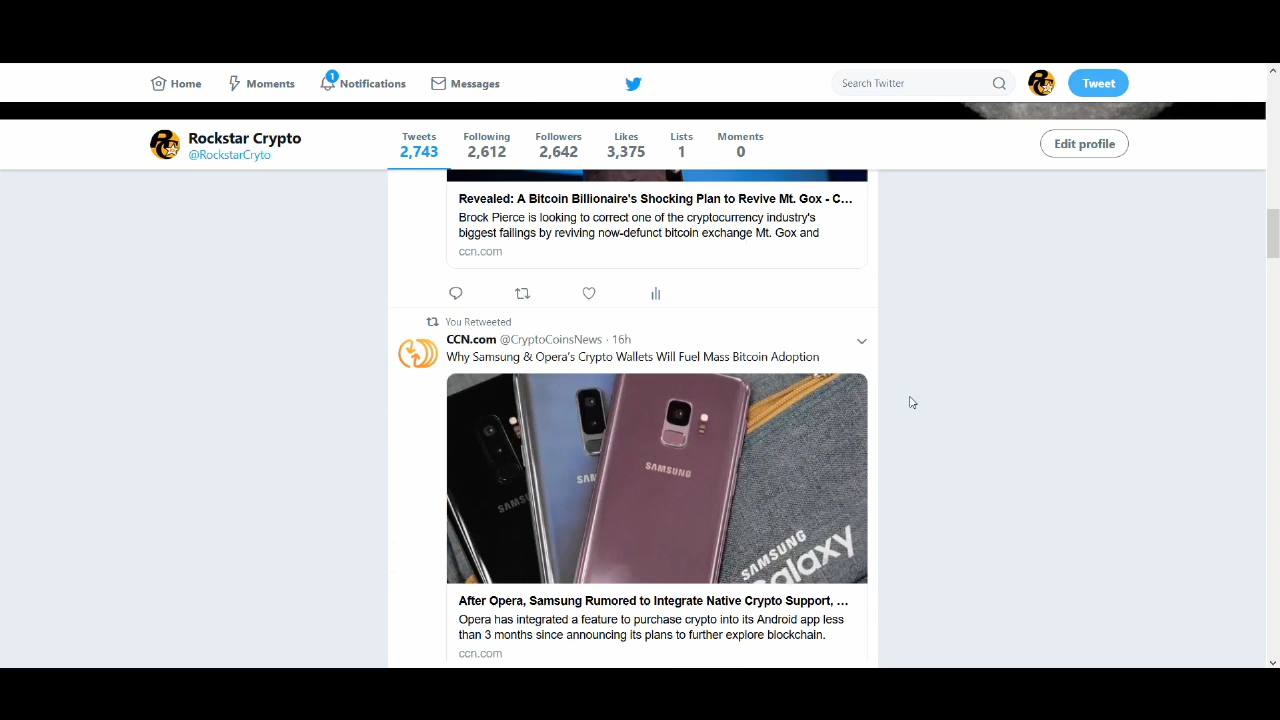 Home
Moments
1
Notifications
Messages
Search Twitter
Tweet
Rockstar Crypto
@RockstarCryto
Tweets
2,743
Following
2,612
Followers
2,642
Likes
3,375
Lists
1
Moments
0
Edit profile
Revealed: A Bitcoin Billionaire's Shocking Plan to Revive Mt. Gox - C...
Brock Pierce is looking to correct one of the cryptocurrency industry's
biggest failings by reviving now-defunct bitcoin exchange Mt. Gox and
ccn.com
You Retweeted
CCN.com @CryptoCoinsNews · 16h
Why Samsung & Opera's Crypto Wallets Will Fuel Mass Bitcoin Adoption
SAMSUNG
SAMSUNG
SAMSUNG
Galaxy
After Opera, Samsung Rumored to Integrate Native Crypto Support, ...
Opera has integrated a feature to purchase crypto into its Android app less
than 3 months since announcing its plans to further explore blockchain.
ccn.com